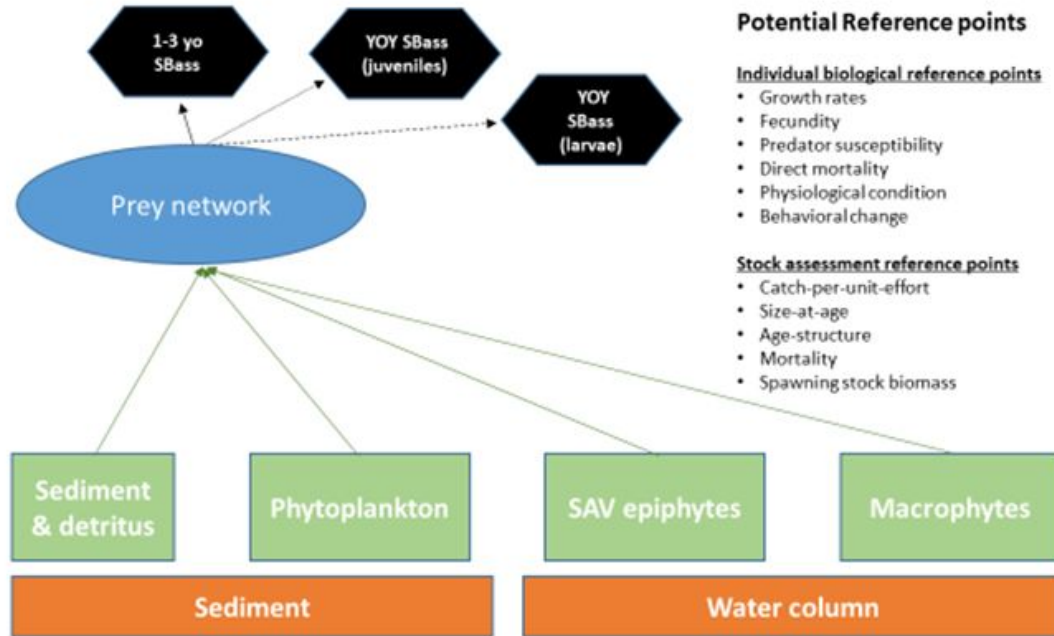 1-3 yo
SBass
YOY SBass
(juveniles)
YOY
SBass
(larvae)
Prey network
Potential Reference points
Individual biological reference points
• Growth rates
• Fecundity
• Predator susceptibility
• Direct mortality
• Physiological condition
• Behavioral change
Stock assessment reference points
• Catch-per-unit-effort
• Size-at-age
• Age-structure
• Mortality
• Spawning stock biomass
Sediment
& detritus
Phytoplankton
SAV epiphytes
Macrophytes
Sediment
Water column